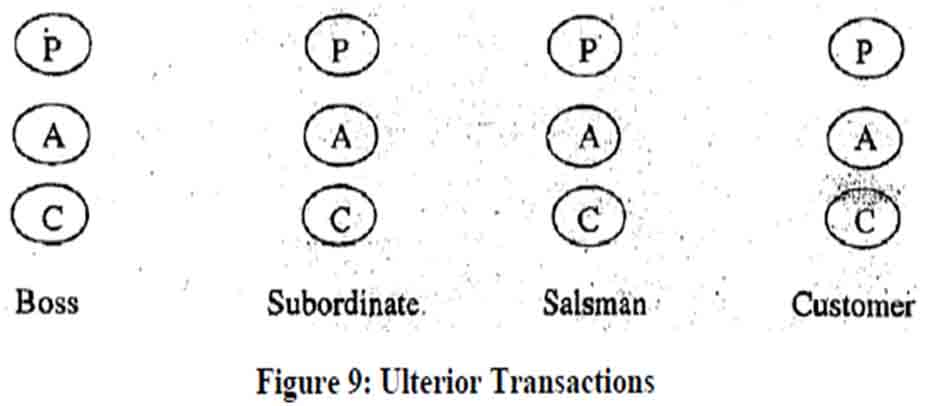 P P P P
A A A A
C C C C
Boss Subordinate Salsman Customer
Figure 9: Ulterior Transactions